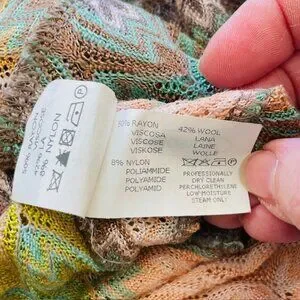 50% RAYON
VISCOSA
VISCOSE
VISKOSE
8% NYLON
POLIAMMIDE
POLYAMIDE
POLYAMID
42% WOOL
LANA
LAINE
WOLLE
PROFESSIONALLY
DRY CLEAN
PERCHLORETHYLENE
LOW MOISTURE
STEAM ONLY
NYLON